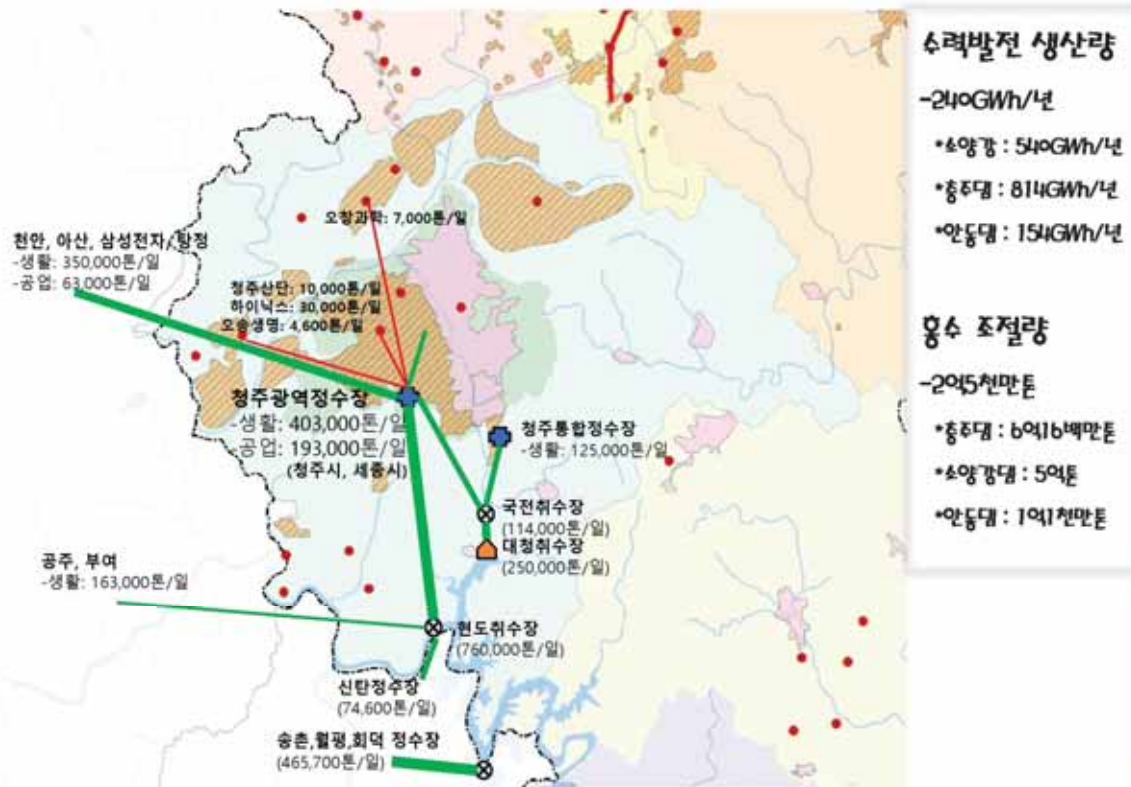 오창과학: 7,000톤/일
천안, 아산, 삼성전자/탕정
-생활: 350,000톤/일
-공업: 63,000톤/일
청주산단: 10,000톤/일
하이닉스: 30,000톤/일
오송생명: 4,600톤/일
청주광역정수장
-생활: 403,000톤/일
-공업: 193,000톤/일
(청주시, 세종시)
청주통합정수장
-생활: 125,000톤/일
국전취수장
(114,000톤/일)
대청취수장
(250,000톤/일)
공주, 부여
-생활: 163,000톤/일
현도취수장
(760,000톤/일)
신탄정수장
(74,600톤/일)
송촌,월평,회덕 정수장
(465,700톤/일)
수력발전 생산량
-240GWh/년
*소양강 : 540GWh/년
*충주댐 : 814GWh/년
*안동댐 : 154GWh/년
홍수 조절량
-2억5천만톤
*충주댐 : 6억16백만톤
*소양강댐 : 5억톤
*안동댐 : 1억1천만톤